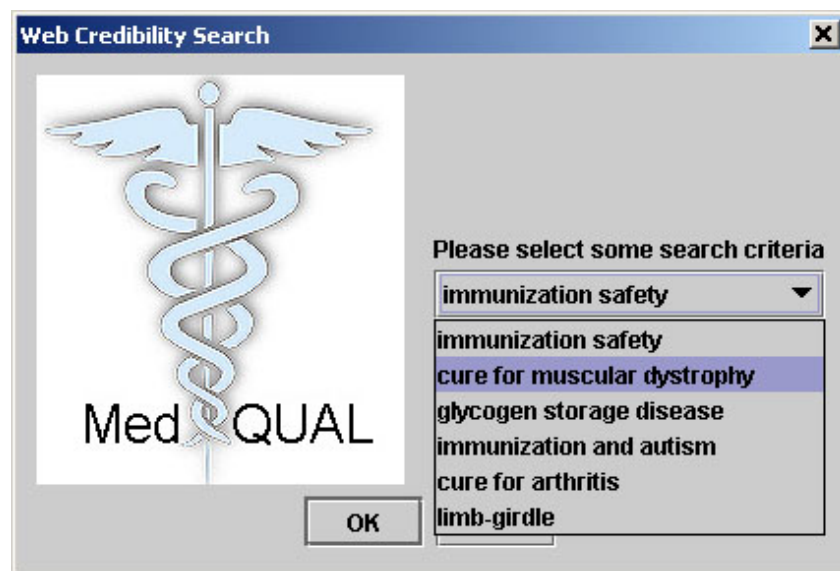 Web Credibility Search
Please select some search criteria
immunization safety
immunization safety
cure for muscular dystrophy
glycogen storage disease
immunization and autism
cure for arthritis
limb-girdle
Med QUAL
OK